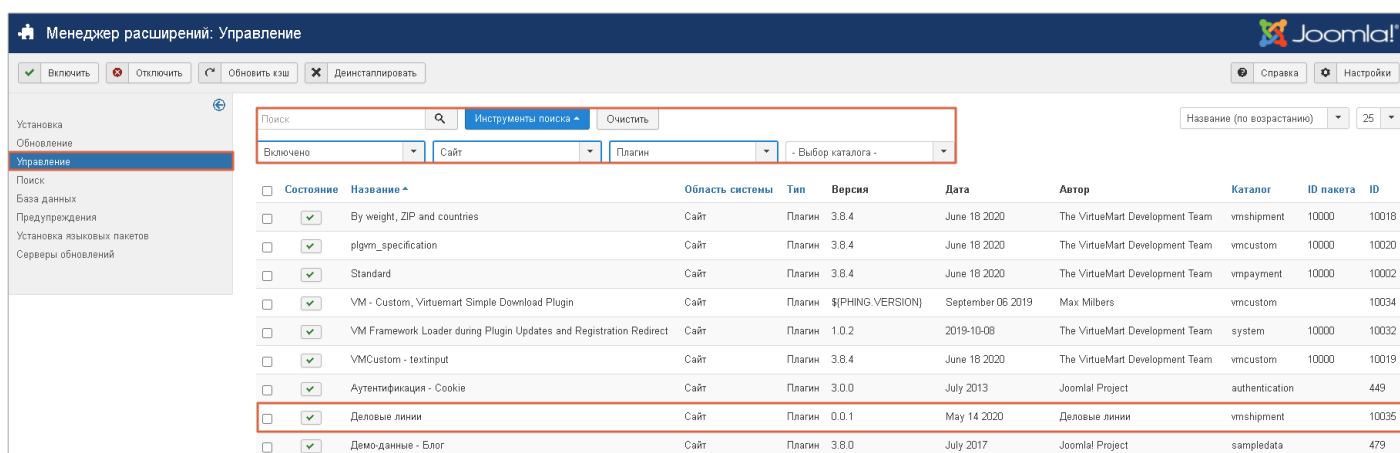 Менеджер расширений: Управление Joomla!
Включить Отключить Обновить кэш Деинсталлировать Справка Настройки
Установка
Обновление
Управление
Поиск
База данных
Предупреждения
Установка языковых пакетов
Серверы обновлений
Поиск Инструменты поиска Очистить Название (по возрастанию) 25
Включено Сайт Плагин - Выбор каталога -
Состояние Название Область системы Тип Версия Дата Автор Каталог ID пакета ID
By weight, ZIP and countries Сайт Плагин 3.8.4 June 18 2020 The VirtueMart Development Team vmshipment 10000 10018
plgvm_specification Сайт Плагин 3.8.4 June 18 2020 The VirtueMart Development Team vmcustom 10000 10020
Standard Сайт Плагин 3.8.4 June 18 2020 The VirtueMart Development Team vmpayment 10000 10002
VM - Custom, Virtuemart Simple Download Plugin Сайт Плагин ${PHING.VERSION} September 06 2019 Max Milbers vmcustom 10034
VM Framework Loader during Plugin Updates and Registration Redirect Сайт Плагин 1.0.2 2019-10-08 The VirtueMart Development Team system 10000 10032
VMCustom - textinput Сайт Плагин 3.8.4 June 18 2020 The VirtueMart Development Team vmcustom 10000 10019
Аутентификация - Cookie Сайт Плагин 3.0.0 July 2013 Joomla! Project authentication 449
Деловые линии Сайт Плагин 0.0.1 May 14 2020 Деловые линии vmshipment 10035
Демо-данные - Блог Сайт Плагин 3.8.0 July 2017 Joomla! Project sampledata 479